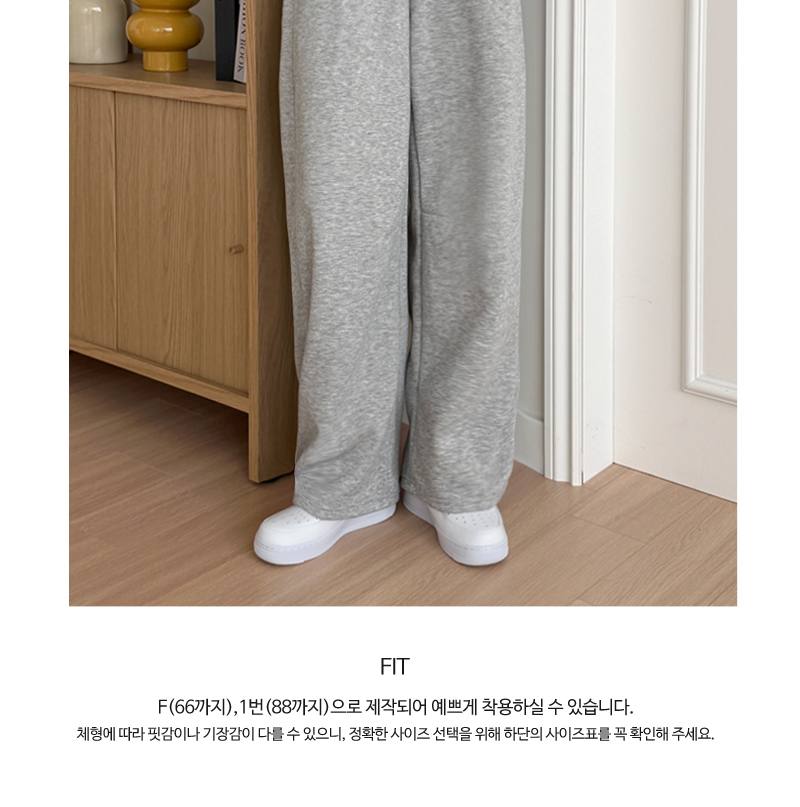 FIT
F(66까지),1번(88까지)으로 제작되어 예쁘게 착용하실 수 있습니다.
체형에 따라 핏감이나 기장감이 다를 수 있으니, 정확한 사이즈 선택을 위해 하단의 사이즈표를 꼭 확인해 주세요.